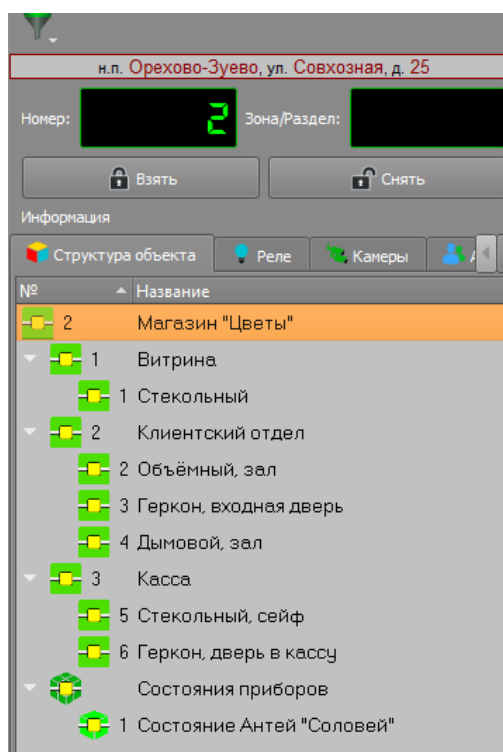 н.п. Орехово-Зуево, ул. Совхозная, д. 25
Номер: 2 Зона/Раздел:
Взять Снять
Информация
Структура объекта Реле Камеры
№ Название
2 Магазин "Цветы"
1 Витрина
1 Стекольный
2 Клиентский отдел
2 Объёмный, зал
3 Геркон, входная дверь
4 Дымовой, зал
3 Касса
5 Стекольный, сейф
6 Геркон, дверь в кассу
Состояния приборов
1 Состояние Антей "Соловей"